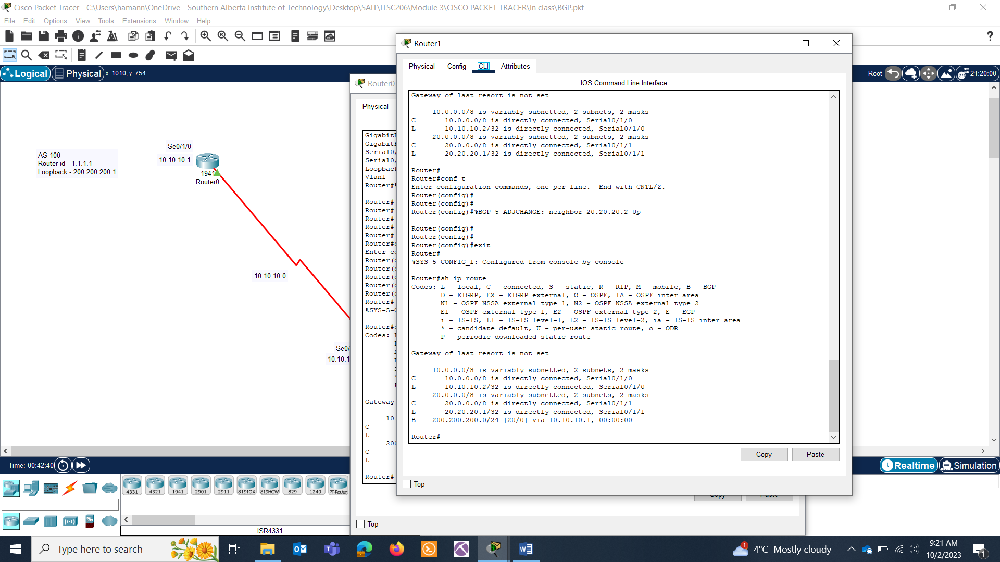 Cisco Packet Tracer - C:\Users\hamann\OneDrive - Southern Alberta Institute of Technology\Desktop\SAIT\ITSC206\Module 3\CISCO PACKET TRACER\In class\BGP.pkt
File Edit Options View Tools Extensions Window Help
Logical Physical x: 1010, y: 754
Root 21:20:00
AS 100
Router id - 1.1.1.1
Loopback - 200.200.200.1
Se0/1/0
10.10.10.1
1941
Router0
10.10.10.0
Se0/
10.10.1
Router0
Physical
GigabitE
GigabitE
Serial0/
Serial0/
Loopback
Vlan1
Router#%
Router#
Router#
Router#
Router#
Router#
Router#c
Enter co
Router(c
Router(c
Router(c
Router(c
Router(c
Router#
%SYS-5-C
Router#s
Codes: L
Gateway
10.
C
L
200
C
L
Router#
Copy Paste
Top
Router1
Physical Config CLI Attributes
IOS Command Line Interface
Gateway of last resort is not set
10.0.0.0/8 is variably subnetted, 2 subnets, 2 masks
C 10.0.0.0/8 is directly connected, Serial0/1/0
L 10.10.10.2/32 is directly connected, Serial0/1/0
20.0.0.0/8 is variably subnetted, 2 subnets, 2 masks
C 20.0.0.0/8 is directly connected, Serial0/1/1
L 20.20.20.1/32 is directly connected, Serial0/1/1
Router#
Router#conf t
Enter configuration commands, one per line. End with CNTL/Z.
Router(config)#
Router(config)#
Router(config)#%BGP-5-ADJCHANGE: neighbor 20.20.20.2 Up
Router(config)#
Router(config)#
Router(config)#exit
Router#
%SYS-5-CONFIG_I: Configured from console by console
Router#sh ip route
Codes: L - local, C - connected, S - static, R - RIP, M - mobile, B - BGP
D - EIGRP, EX - EIGRP external, O - OSPF, IA - OSPF inter area
N1 - OSPF NSSA external type 1, N2 - OSPF NSSA external type 2
E1 - OSPF external type 1, E2 - OSPF external type 2, E - EGP
i - IS-IS, L1 - IS-IS level-1, L2 - IS-IS level-2, ia - IS-IS inter area
* - candidate default, U - per-user static route, o - ODR
P - periodic downloaded static route
Gateway of last resort is not set
10.0.0.0/8 is variably subnetted, 2 subnets, 2 masks
C 10.0.0.0/8 is directly connected, Serial0/1/0
L 10.10.10.2/32 is directly connected, Serial0/1/0
20.0.0.0/8 is variably subnetted, 2 subnets, 2 masks
C 20.0.0.0/8 is directly connected, Serial0/1/1
L 20.20.20.1/32 is directly connected, Serial0/1/1
B 200.200.200.0/24 [20/0] via 10.10.10.1, 00:00:00
Router#
Copy Paste
Top
Time: 00:42:40
Realtime Simulation
4331 4321 1941 2901 2911 819IOX 819HGW 829 1240 PT-Router
ISR4331
Type here to search
4°C Mostly cloudy
9:21 AM
10/2/2023
1
1